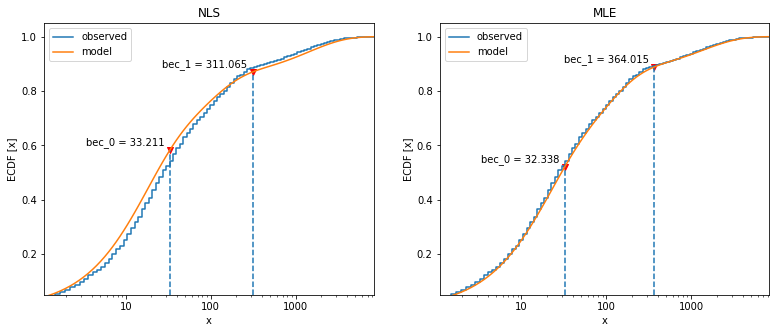 NLS
observed
model
bec_1 = 311.065
bec_0 = 33.211
ECDF [x]
1.0
0.8
0.6
0.4
0.2
10
100
1000
x
MLE
observed
model
bec_1 = 364.015
bec_0 = 32.338
ECDF [x]
1.0
0.8
0.6
0.4
0.2
10
100
1000
x